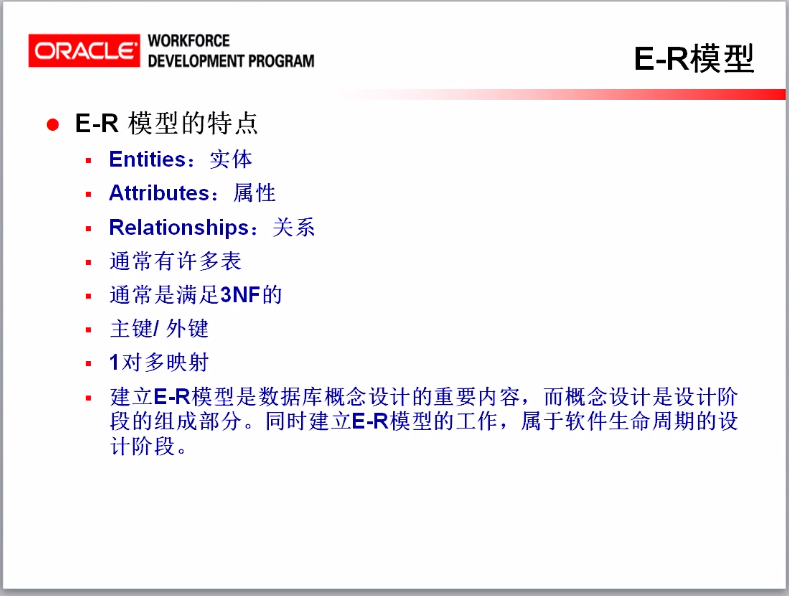 ORACLE
WORKFORCE
DEVELOPMENT PROGRAM
E-R模型
E-R 模型的特点
Entities：实体
Attributes：属性
Relationships：关系
通常有许多表
通常是满足3NF的
主键/ 外键
1对多映射
建立E-R模型是数据库概念设计的重要内容，而概念设计是设计阶
段的组成部分。同时建立E-R模型的工作，属于软件生命周期的设
计阶段。